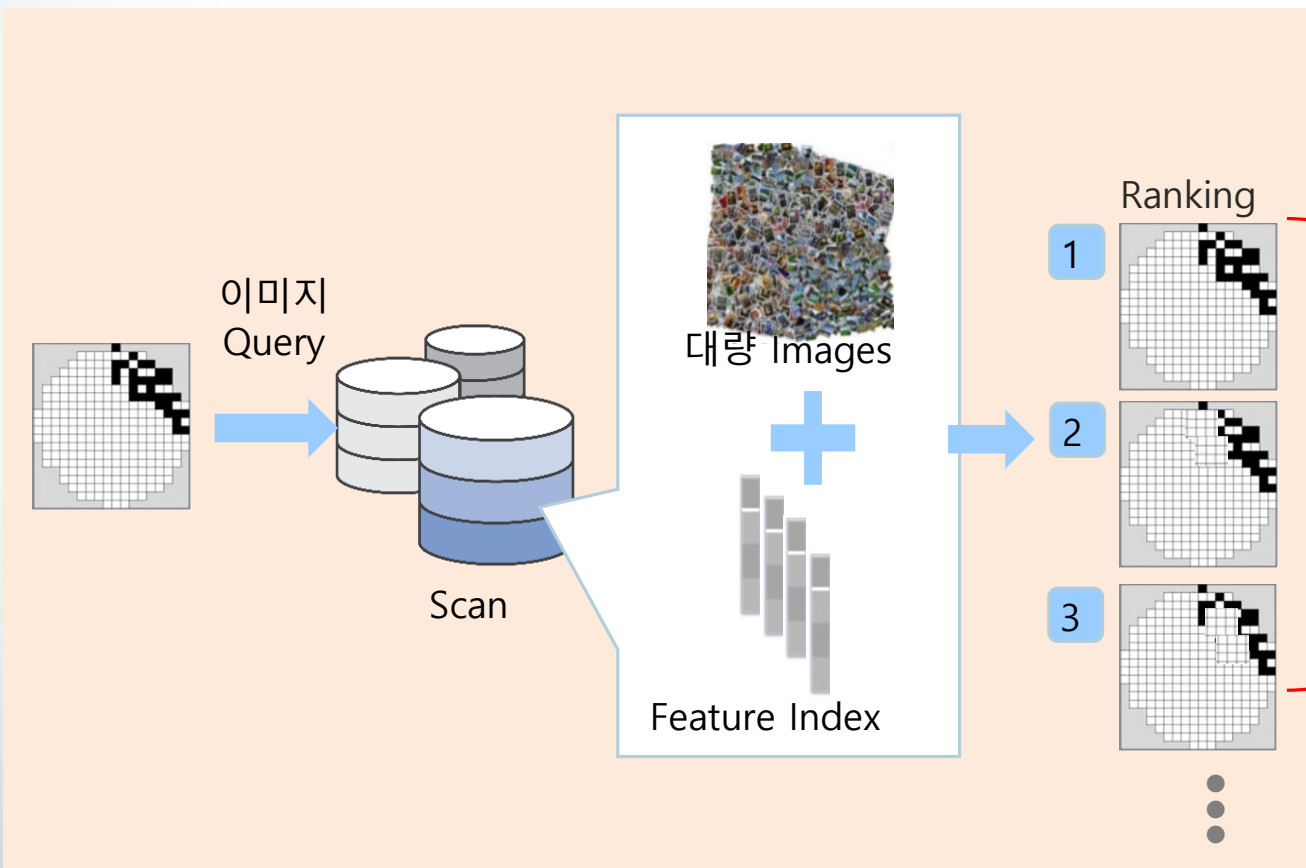 이미지
Query
Scan
대량 Images
Feature Index
Ranking
1
2
3